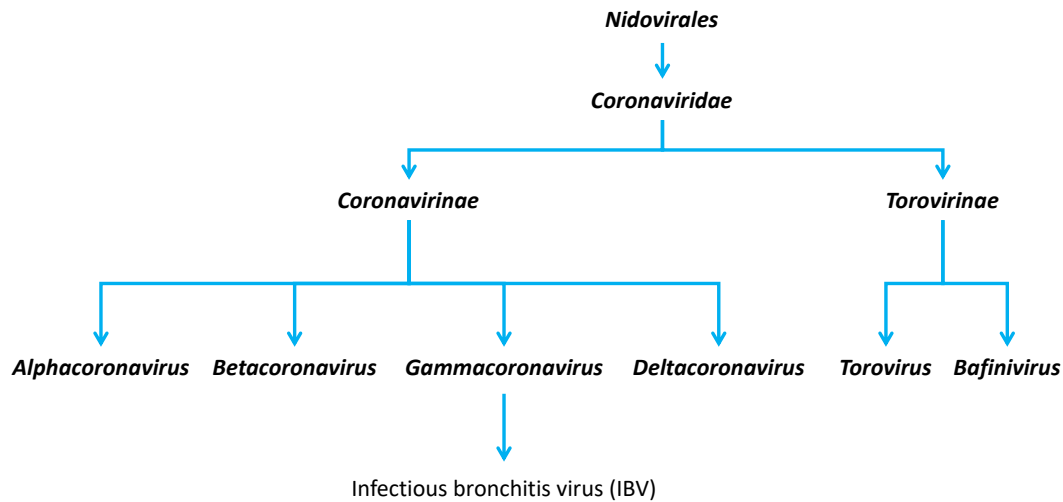 Nidovirales
Coronaviridae
Coronavirinae
Torovirinae
Alphacoronavirus
Betacoronavirus
Gammacoronavirus
Deltacoronavirus
Torovirus
Bafinivirus
Infectious bronchitis virus (IBV)